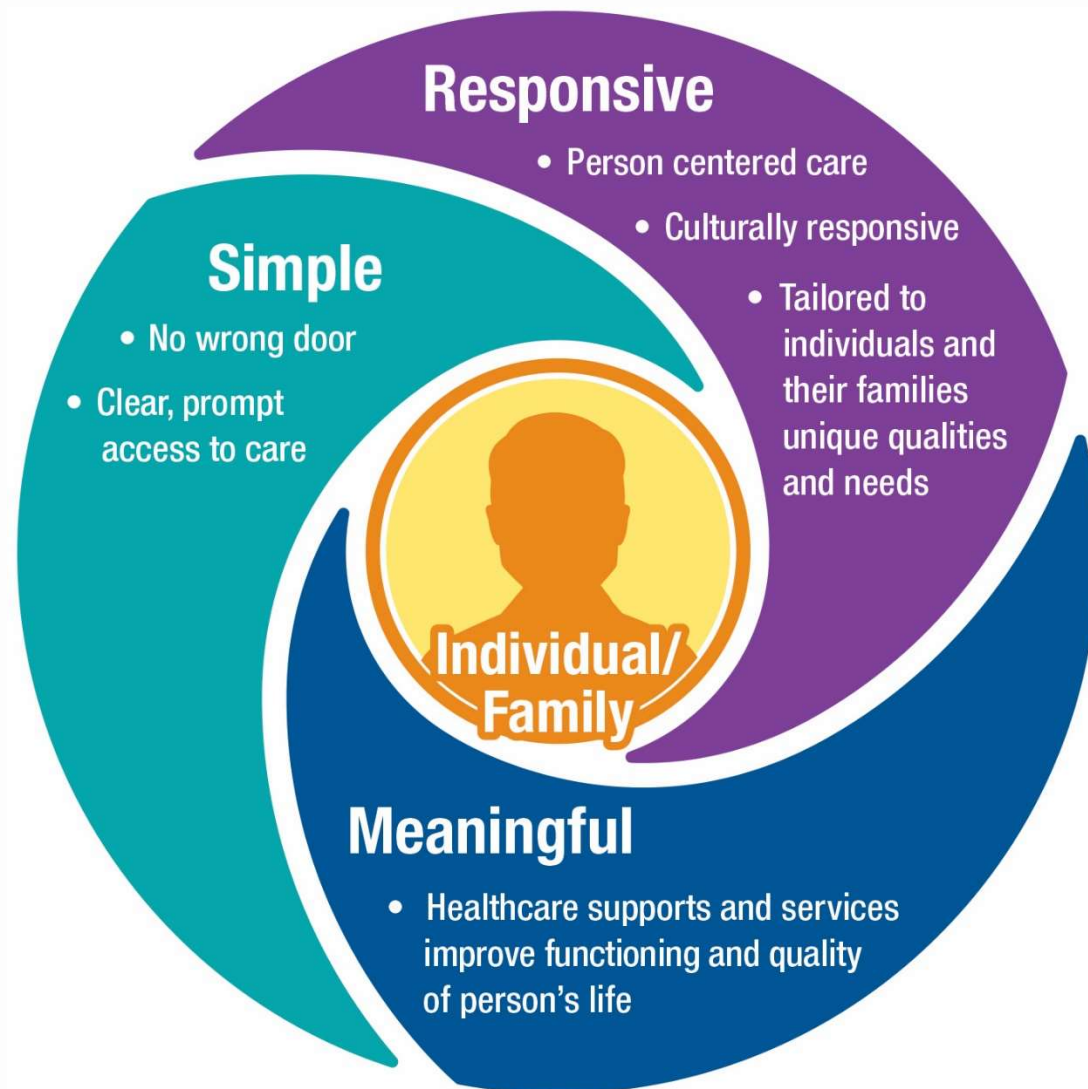 Responsive
• Person centered care
• Culturally responsive
• Tailored to
individuals and
their families
unique qualities
and needs
Simple
• No wrong door
• Clear, prompt
access to care
Individual/
Family
Meaningful
• Healthcare supports and services
improve functioning and quality
of person's life